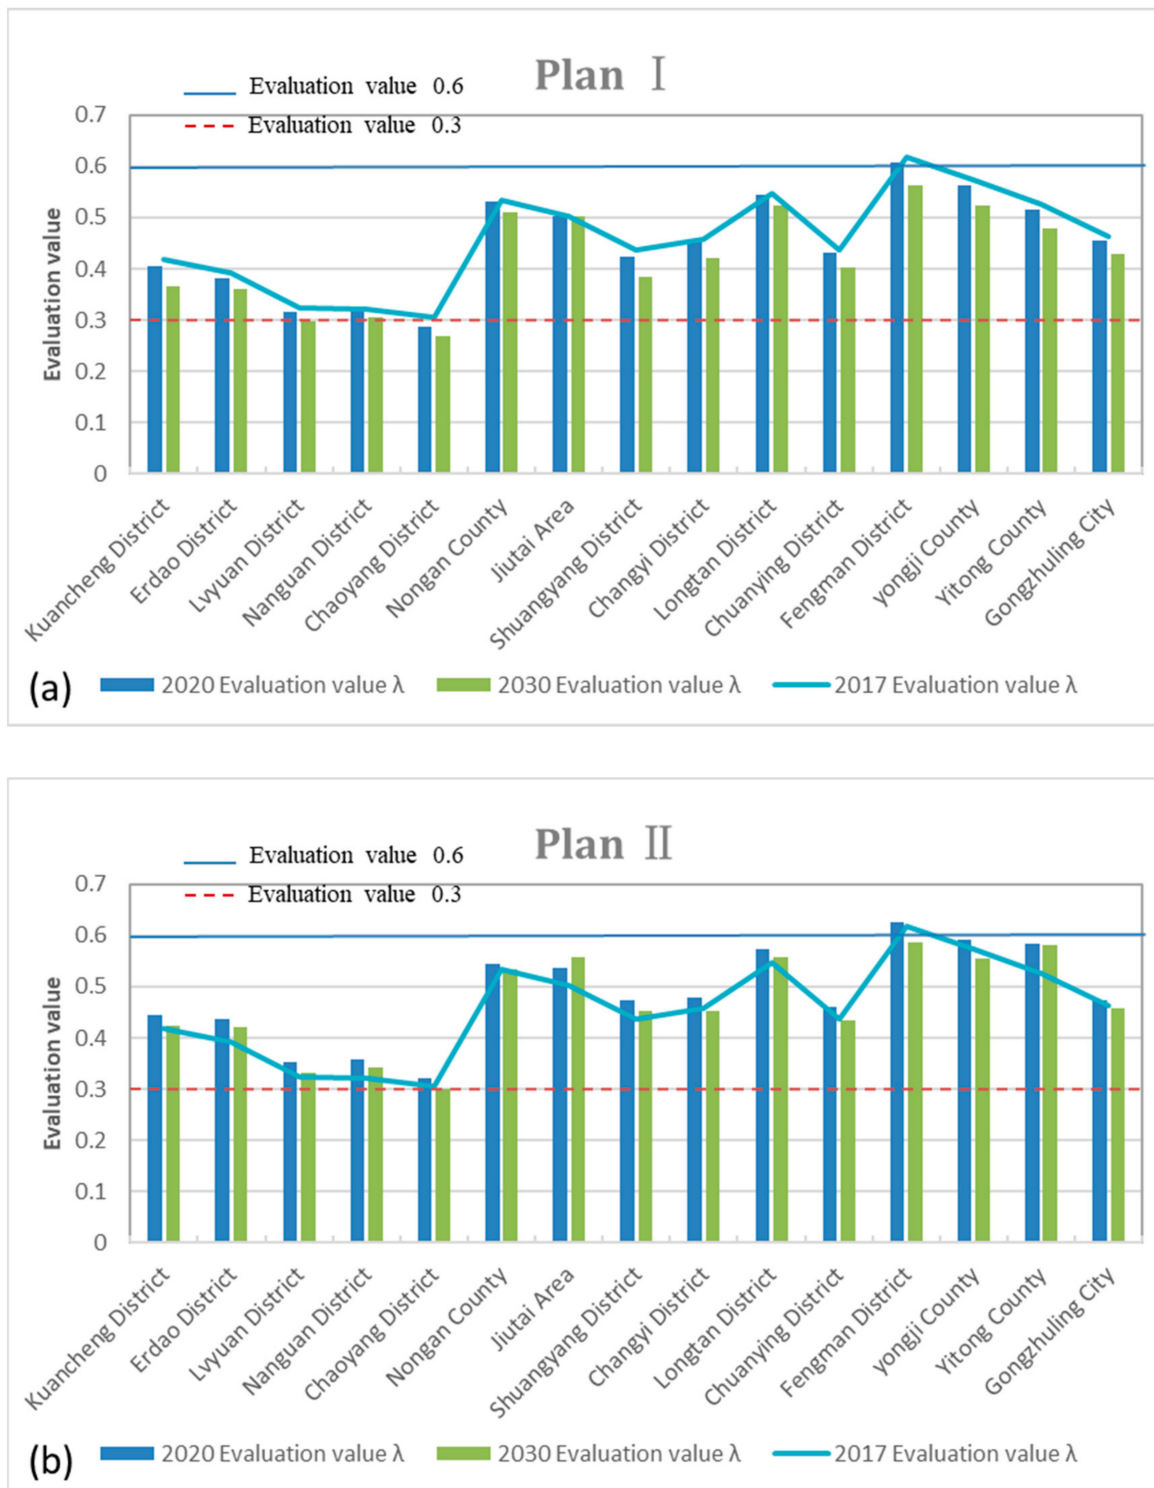 Plan Ⅰ
Evaluation value 0.6
Evaluation value 0.3
0.7
0.6
0.5
0.4
0.3
0.2
0.1
0
Evaluation value
Kuancheng District
Erdao District
Lvyuan District
Nanguan District
Chaoyang District
Nongan County
Jiutai Area
Shuangyang District
Changyi District
Longtan District
Chuanying District
Fengman District
yongji County
Yitong County
Gongzhuling City
(a) 2020 Evaluation value λ 2030 Evaluation value λ 2017 Evaluation value λ
Plan Ⅱ
Evaluation value 0.6
Evaluation value 0.3
0.7
0.6
0.5
0.4
0.3
0.2
0.1
0
Evaluation value
Kuancheng District
Erdao District
Lvyuan District
Nanguan District
Chaoyang District
Nongan County
Jiutai Area
Shuangyang District
Changyi District
Longtan District
Chuanying District
Fengman District
yongji County
Yitong County
Gongzhuling City
(b) 2020 Evaluation value λ 2030 Evaluation value λ 2017 Evaluation value λ